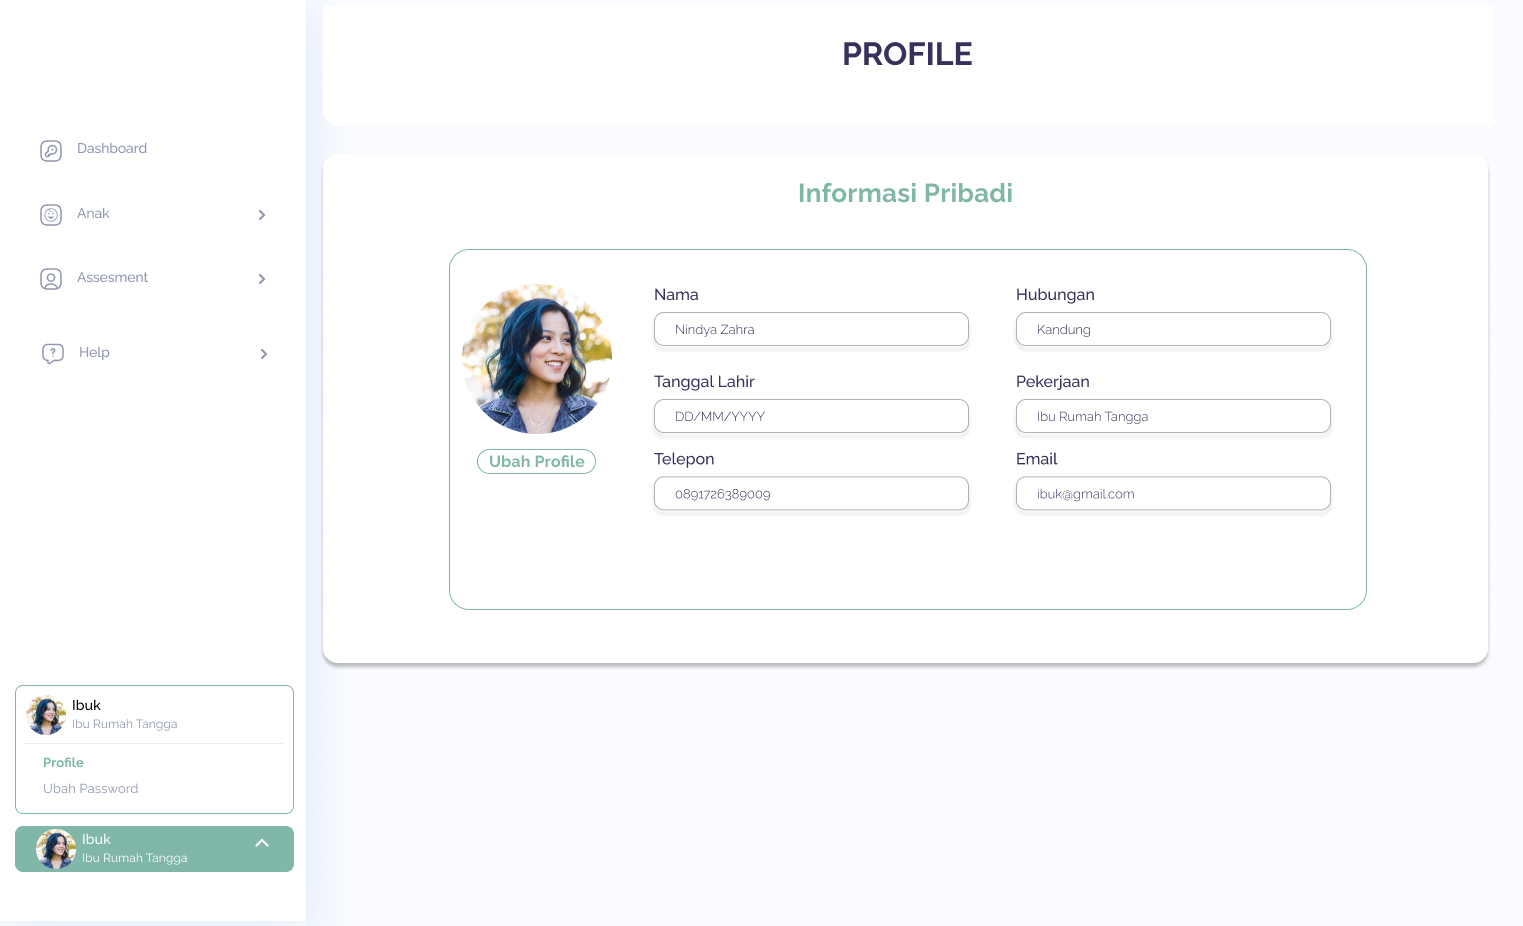 PROFILE
Dashboard
Anak
Assesment
Help
Informasi Pribadi
Nama
Hubungan
Nindya Zahra
Kandung
Tanggal Lahir
Pekerjaan
DD/MM/YYYY
Ibu Rumah Tangga
Ubah Profile
Telepon
Email
0891726389009
ibuk@gmail.com
Ibuk
Ibu Rumah Tangga
Profile
Ubah Password
Ibuk
Ibu Rumah Tangga